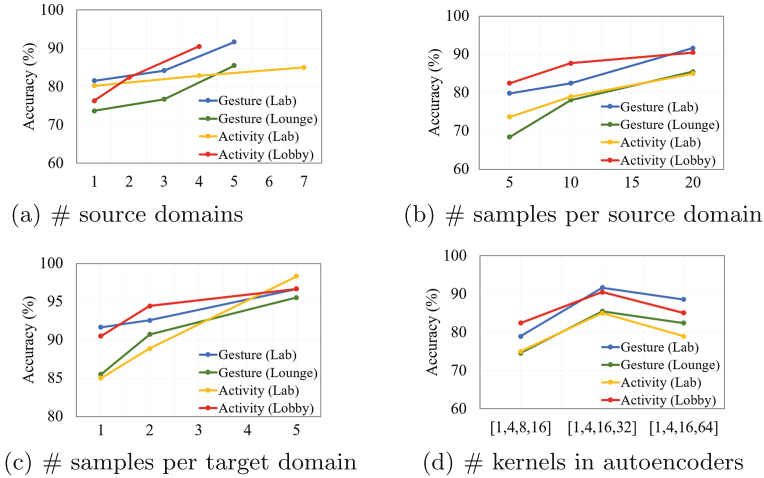 100
90
80
70
60
Accuracy (%)
Gesture (Lab)
Gesture (Lounge)
Activity (Lab)
Activity (Lobby)
1 2 3 4 5 6 7
(a) # source domains
100
90
80
70
60
Accuracy (%)
Gesture (Lab)
Gesture (Lounge)
Activity (Lab)
Activity (Lobby)
5 10 15 20
(b) # samples per source domain
100
95
90
85
80
Accuracy (%)
Gesture (Lab)
Gesture (Lounge)
Activity (Lab)
Activity (Lobby)
1 2 3 4 5
(c) # samples per target domain
100
90
80
70
60
Accuracy (%)
Gesture (Lab)
Gesture (Lounge)
Activity (Lab)
Activity (Lobby)
[1,4,8,16] [1,4,16,32] [1,4,16,64]
(d) # kernels in autoencoders